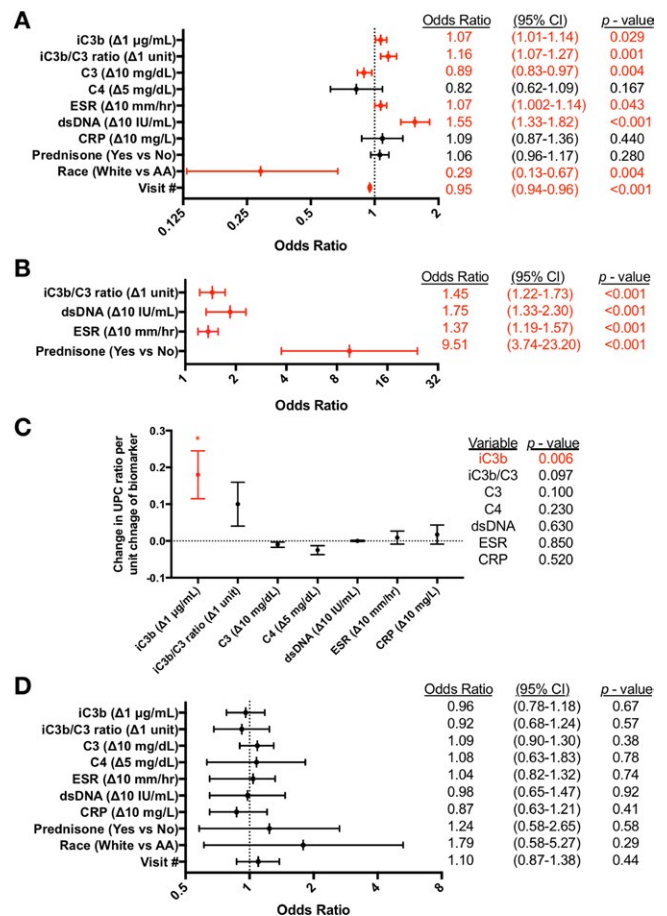 A
Odds Ratio (95% CI) p - value
iC3b (Δ1 µg/mL) 1.07 (1.01-1.14) 0.029
iC3b/C3 ratio (Δ1 unit) 1.16 (1.07-1.27) 0.001
C3 (Δ10 mg/dL) 0.89 (0.83-0.97) 0.004
C4 (Δ5 mg/dL) 0.82 (0.62-1.09) 0.167
ESR (Δ10 mm/hr) 1.07 (1.002-1.14) 0.043
dsDNA (Δ10 IU/mL) 1.55 (1.33-1.82) <0.001
CRP (Δ10 mg/L) 1.09 (0.87-1.36) 0.440
Prednisone (Yes vs No) 1.06 (0.96-1.17) 0.280
Race (White vs AA) 0.29 (0.13-0.67) 0.004
Visit # 0.95 (0.94-0.96) <0.001
0.125 0.25 0.5 1 2
Odds Ratio
B
Odds Ratio (95% CI) p - value
iC3b/C3 ratio (Δ1 unit) 1.45 (1.22-1.73) <0.001
dsDNA (Δ10 IU/mL) 1.75 (1.33-2.30) <0.001
ESR (Δ10 mm/hr) 1.37 (1.19-1.57) <0.001
Prednisone (Yes vs No) 9.51 (3.74-23.20) <0.001
1 2 4 8 16 32
Odds Ratio
C
Change in UPC ratio per
unit chnage of biomarker
0.3
0.2
0.1
0.0
-0.1
*
iC3b (Δ1 µg/mL)
iC3b/C3 ratio (Δ1 unit)
C3 (Δ10 mg/dL)
C4 (Δ5 mg/dL)
dsDNA (Δ10 IU/mL)
ESR (Δ10 mm/hr)
CRP (Δ10 mg/L)
Variable p - value
iC3b 0.006
iC3b/C3 0.097
C3 0.100
C4 0.230
dsDNA 0.630
ESR 0.850
CRP 0.520
D
Odds Ratio (95% CI) p - value
iC3b (Δ1 µg/mL) 0.96 (0.78-1.18) 0.67
iC3b/C3 ratio (Δ1 unit) 0.92 (0.68-1.24) 0.57
C3 (Δ10 mg/dL) 1.09 (0.90-1.30) 0.38
C4 (Δ5 mg/dL) 1.08 (0.63-1.83) 0.78
ESR (Δ10 mm/hr) 1.04 (0.82-1.32) 0.74
dsDNA (Δ10 IU/mL) 0.98 (0.65-1.47) 0.92
CRP (Δ10 mg/L) 0.87 (0.63-1.21) 0.41
Prednisone (Yes vs No) 1.24 (0.58-2.65) 0.58
Race (White vs AA) 1.79 (0.58-5.27) 0.29
Visit # 1.10 (0.87-1.38) 0.44
0.5 1 2 4 8
Odds Ratio